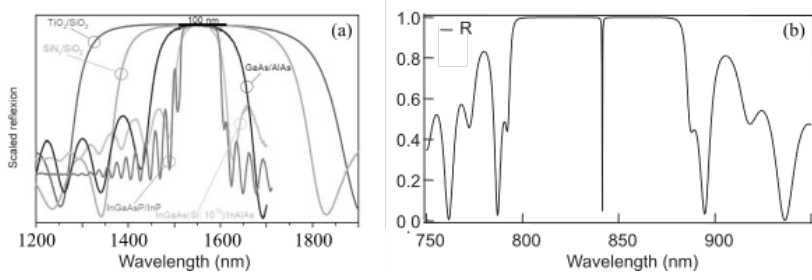 TiO2/SiO2
100 nm
(a)
SiNx/SiO2
GaAs/AlAs
Scaled reflexion
InGaAsP/InP
InGaAs(Si: 10
)/InAlAs
1200 1400 1600 1800
Wavelength (nm)
R
(b)
1.0
0.8
0.6
0.4
0.2
0.0
750 800 850 900
Wavelength (nm)